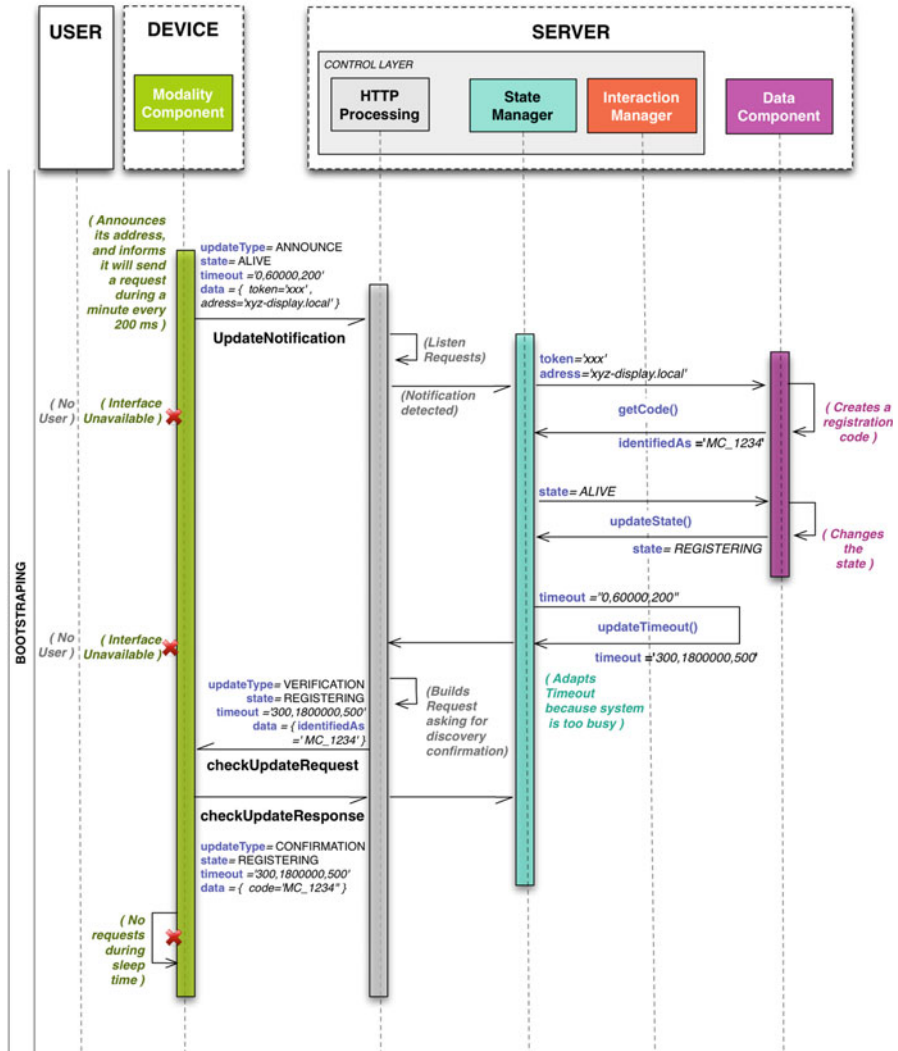 USER
DEVICE
SERVER
CONTROL LAYER
Modality
Component
HTTP
Processing
State
Manager
Interaction
Manager
Data
Component
BOOTSTRAPING
( Announces
its address,
and informs
it will send
a request
during a
minute every
200 ms )
updateType= ANNOUNCE
state= ALIVE
timeout ='0,60000,200'
data = { token='xxx' ,
adress='xyz-display.local' }
UpdateNotification
(Listen
Requests)
(Notification
detected)
token='xxx'
adress='xyz-display.local'
getCode()
identifiedAs ='MC_1234'
( Creates a
registration
code )
( No
User )
( Interface
Unavailable )
state= ALIVE
updateState()
state= REGISTERING
( Changes
the
state )
timeout ="0,60000,200"
updateTimeout()
timeout ='300,1800000,500'
( No
User )
( Interface
Unavailable )
( Adapts
Timeout
because system
is too busy )
updateType= VERIFICATION
state= REGISTERING
timeout='300,1800000,500'
data = { identifiedAs
=' MC_1234' }
(Builds
Request
asking for
discovery
confirmation)
checkUpdateRequest
checkUpdateResponse
updateType= CONFIRMATION
state= REGISTERING
timeout ='300,1800000,500'
data = { code='MC_1234" }
( No
requests
during
sleep
time )